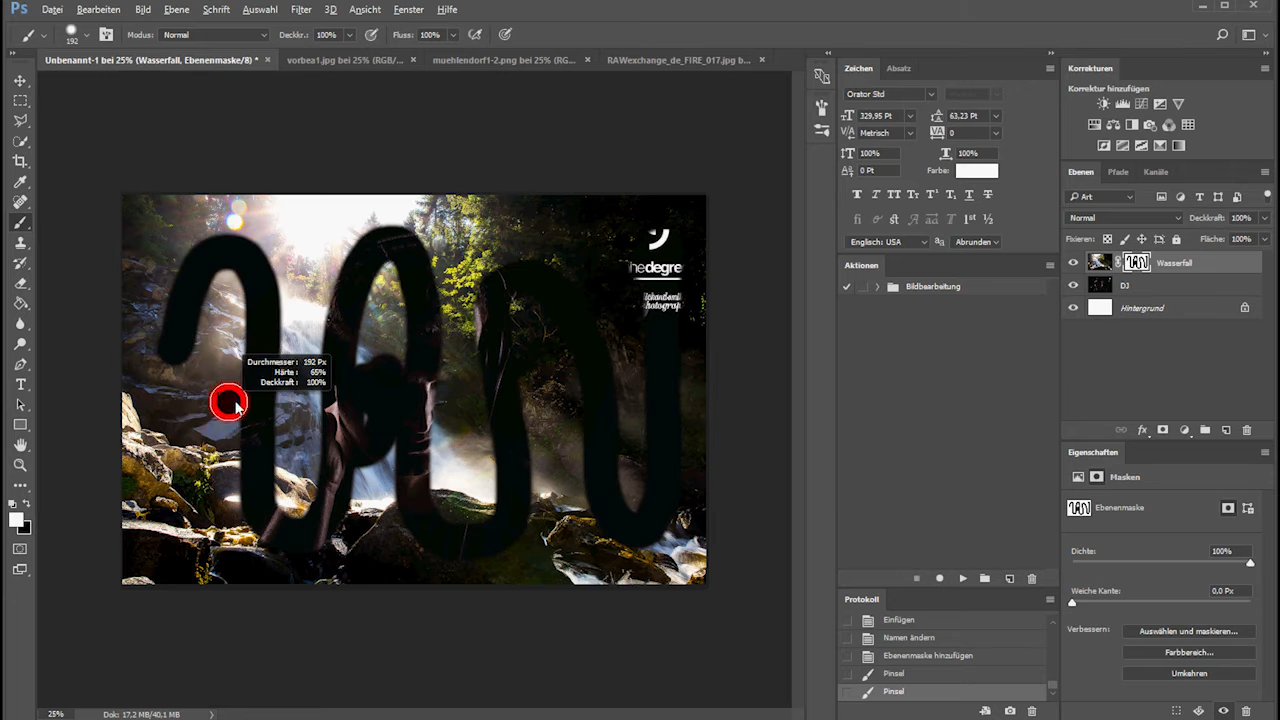 Ps Datei Bearbeiten Bild Ebene Schrift Auswahl Filter 3D Ansicht Fenster Hilfe
192 Modus: Normal Deckkr.: 100% Fluss: 100%
Unbenannt-1 bei 25% (Wasserfall, Ebenenmaske/8) * × vorbea1.jpg bei 25% (RGB/... × muehlendorf1-2.png bei 25% (RG... × RAWexchange_de_FIRE_017.jpg b... ×
Zeichen Absatz
Orator Std
329,95 Pt 63,23 Pt
Metrisch 0
100% 100%
0 Pt Farbe:
Englisch: USA Abrunden
Aktionen
Bildbearbeitung
Protokoll
Einfügen
Namen ändern
Ebenenmaske hinzufügen
Pinsel
Pinsel
Korrekturen
Korrektur hinzufügen
Ebenen Pfade Kanäle
Art
Normal Deckkraft: 100%
Fixieren: Fläche: 100%
Wasserfall
DJ
Hintergrund
Eigenschaften
Masken
Ebenenmaske
Dichte: 100%
Weiche Kante: 0,0 Px
Verbessern: Auswählen und maskieren...
Farbbereich...
Umkehren
hedegre
Durchmesser: 192 Px
Härte: 65%
Deckkraft: 100%
25% Dok: 17,2 MB/40,1 MB